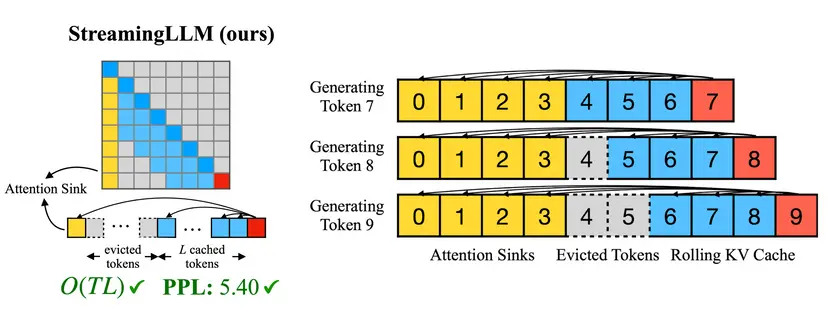 StreamingLLM (ours)
Attention Sink
...
...
evicted
tokens
L cached
tokens
O(TL) ✓ PPL: 5.40 ✓
Generating
Token 7
0 1 2 3 4 5 6 7
Generating
Token 8
0 1 2 3 4 5 6 7 8
Generating
Token 9
0 1 2 3 4 5 6 7 8 9
Attention Sinks Evicted Tokens Rolling KV Cache